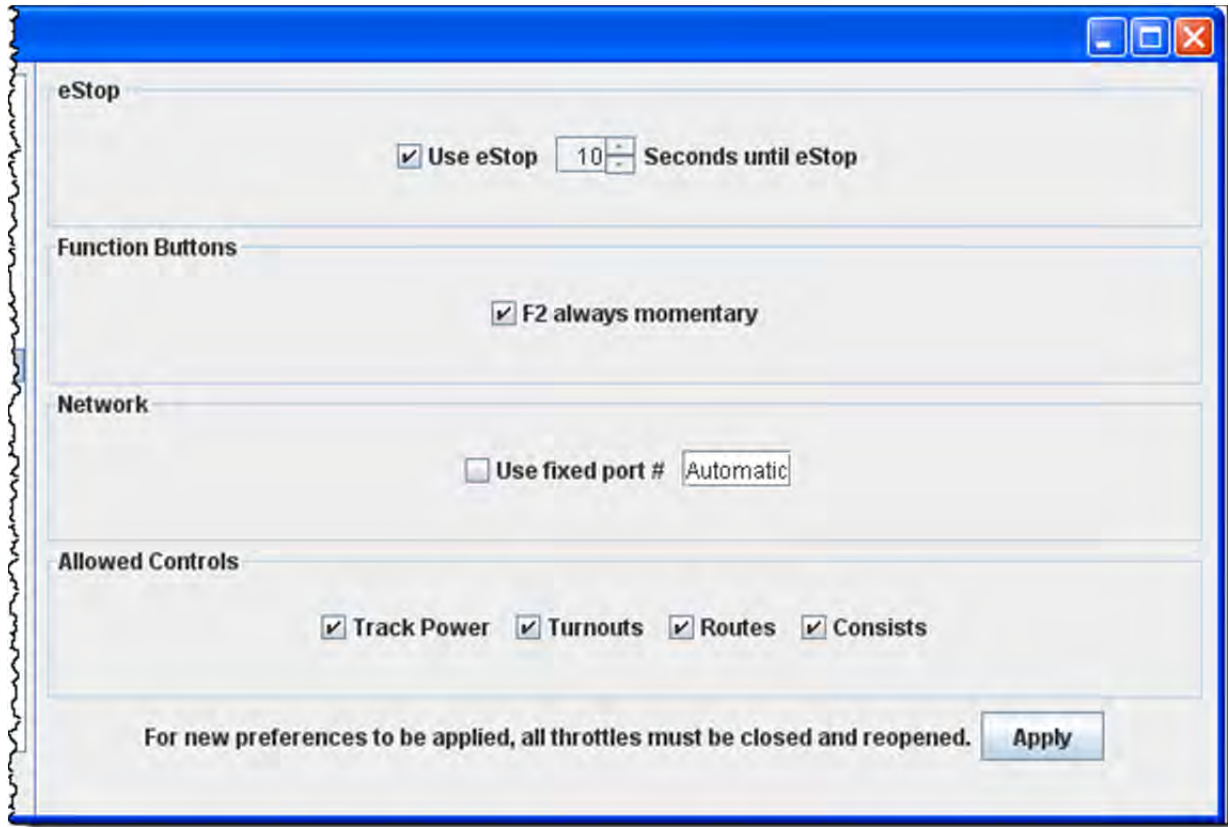 eStop
Use eStop 10 Seconds until eStop
Function Buttons
F2 always momentary
Network
Use fixed port # Automatic
Allowed Controls
Track Power Turnouts Routes Consists
For new preferences to be applied, all throttles must be closed and reopened. Apply